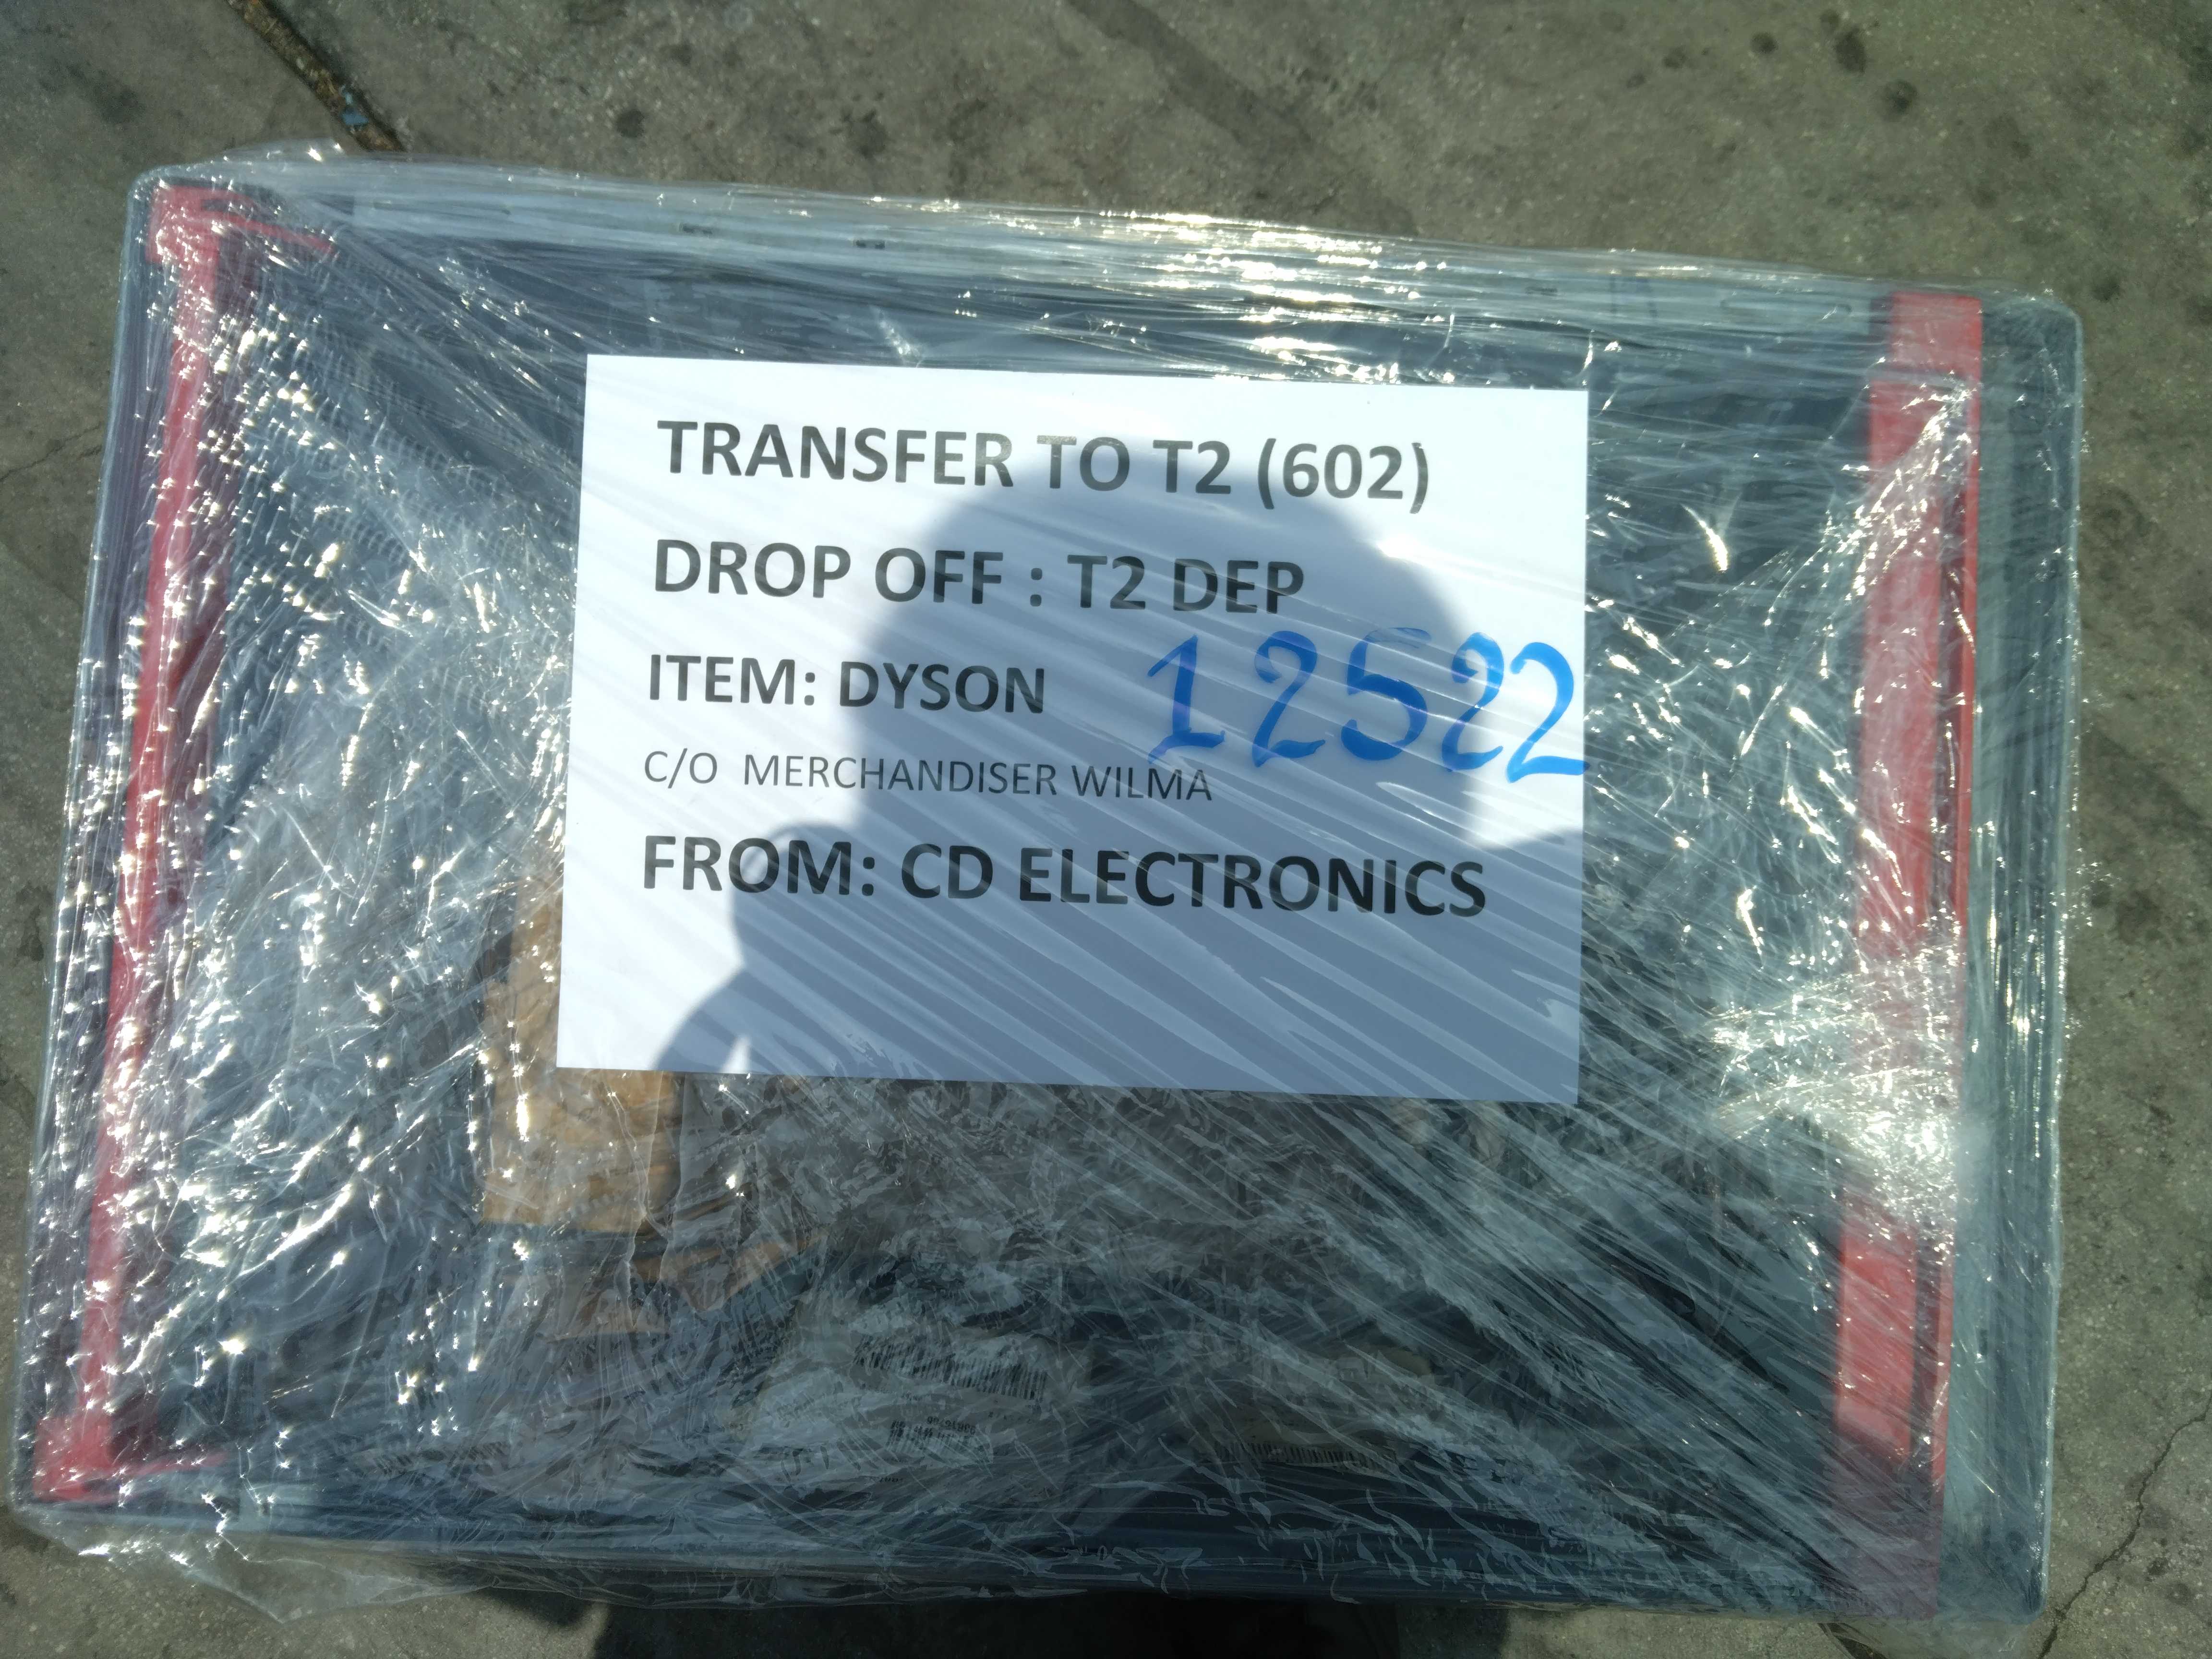 TRANSFER TO T2 (602)
DROP OFF : T2 DEP
ITEM: DYSON
12522
C/O MERCHANDISER WILMA
FROM: CD ELECTRONICS